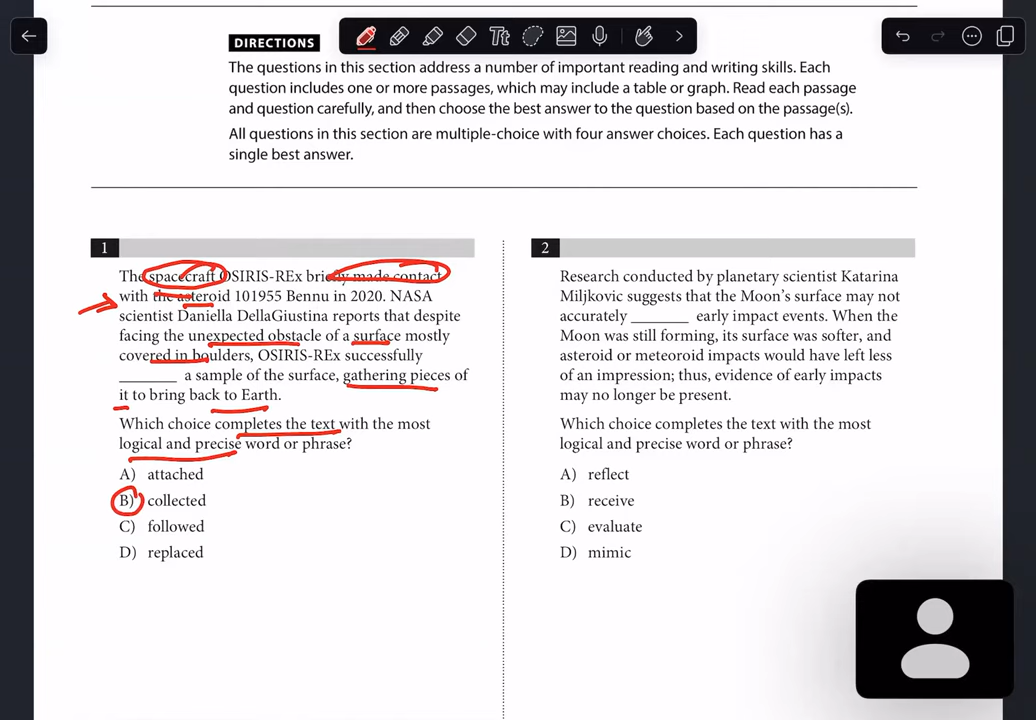 DIRECTIONS
Tt
The questions in this section address a number of important reading and writing skills. Each
question includes one or more passages, which may include a table or graph. Read each passage
and question carefully, and then choose the best answer to the question based on the passage(s).
All questions in this section are multiple-choice with four answer choices. Each question has a
single best answer.
1
The spacecraft OSIRIS-REx briefly made contact
with the asteroid 101955 Bennu in 2020. NASA
scientist Daniella DellaGiustina reports that despite
facing the unexpected obstacle of a surface mostly
covered in boulders, OSIRIS-REx successfully
_______ a sample of the surface, gathering pieces of
it to bring back to Earth.
Which choice completes the text with the most
logical and precise word or phrase?
A) attached
B) collected
C) followed
D) replaced
2
Research conducted by planetary scientist Katarina
Miljkovic suggests that the Moon's surface may not
accurately _______ early impact events. When the
Moon was still forming, its surface was softer, and
asteroid or meteoroid impacts would have left less
of an impression; thus, evidence of early impacts
may no longer be present.
Which choice completes the text with the most
logical and precise word or phrase?
A) reflect
B) receive
C) evaluate
D) mimic